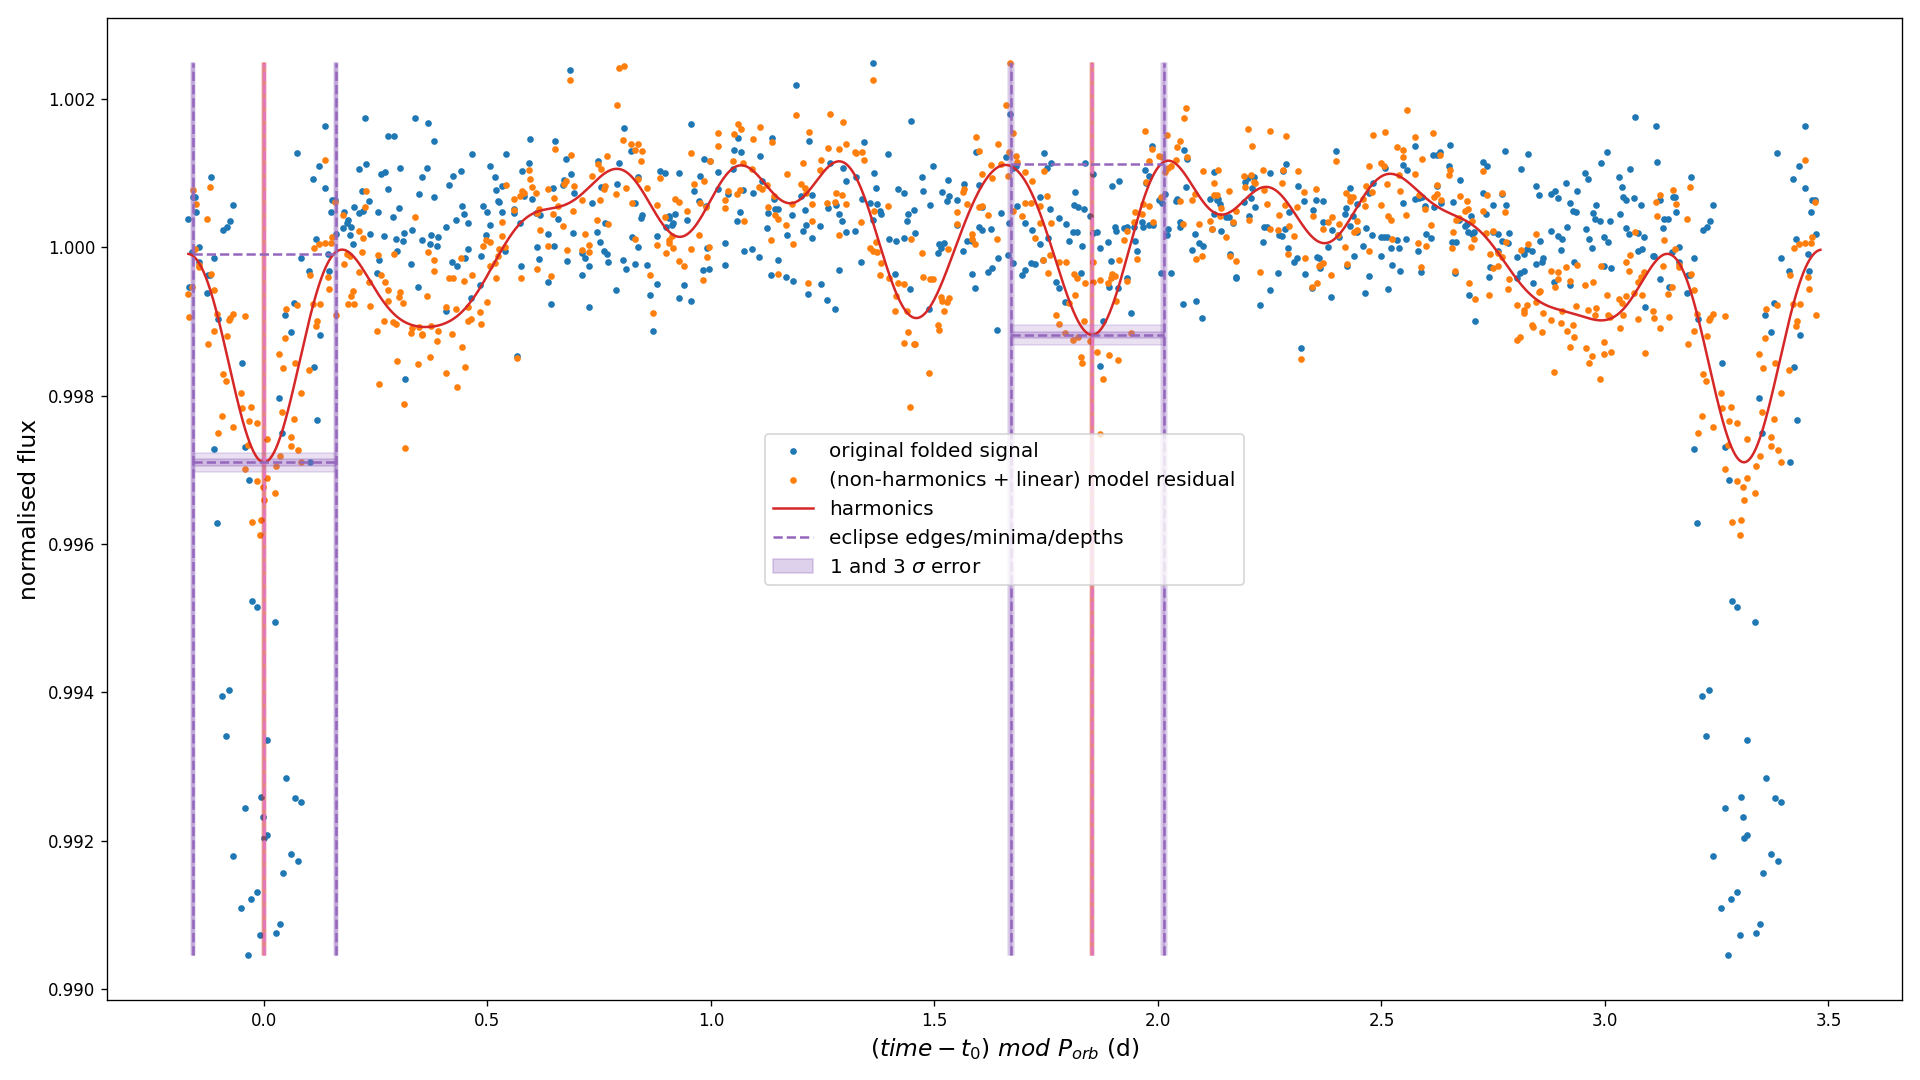 normalised flux
1.002
1.000
0.998
0.996
0.994
0.992
0.990
original folded signal
(non-harmonics + linear) model residual
harmonics
eclipse edges/minima/depths
1 and 3 σ error
0.0 0.5 1.0 1.5 2.0 2.5 3.0 3.5
(time − t₀) mod Pₒᵣb (d)